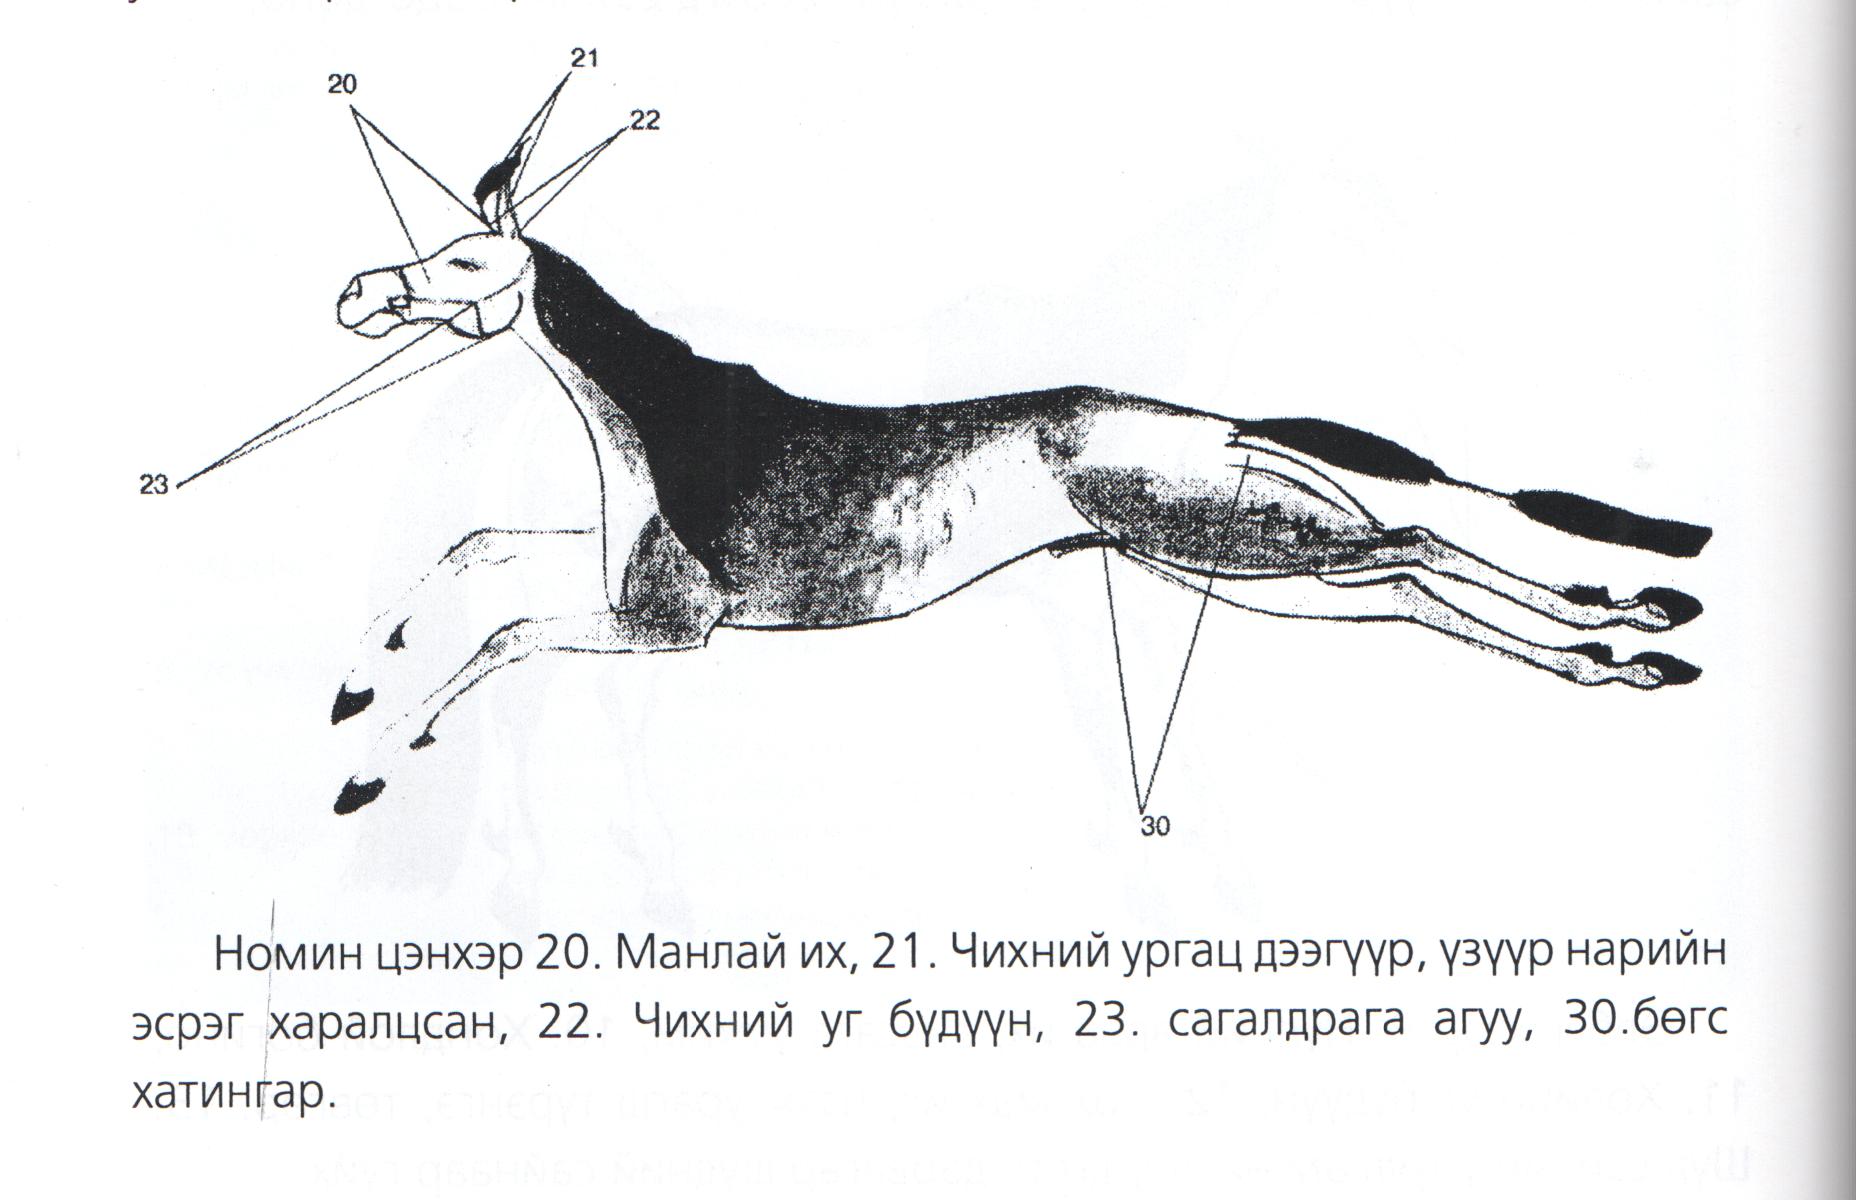 21
20
22
23
30
Номин цэнхэр 20. Манлай их, 21. Чихний ургац дээгүүр, үзүүр нарийн
эсрэг харалцсан, 22. Чихний уг бүдүүн, 23. сагалдрага агуу, 30.бөгс
хатингар.